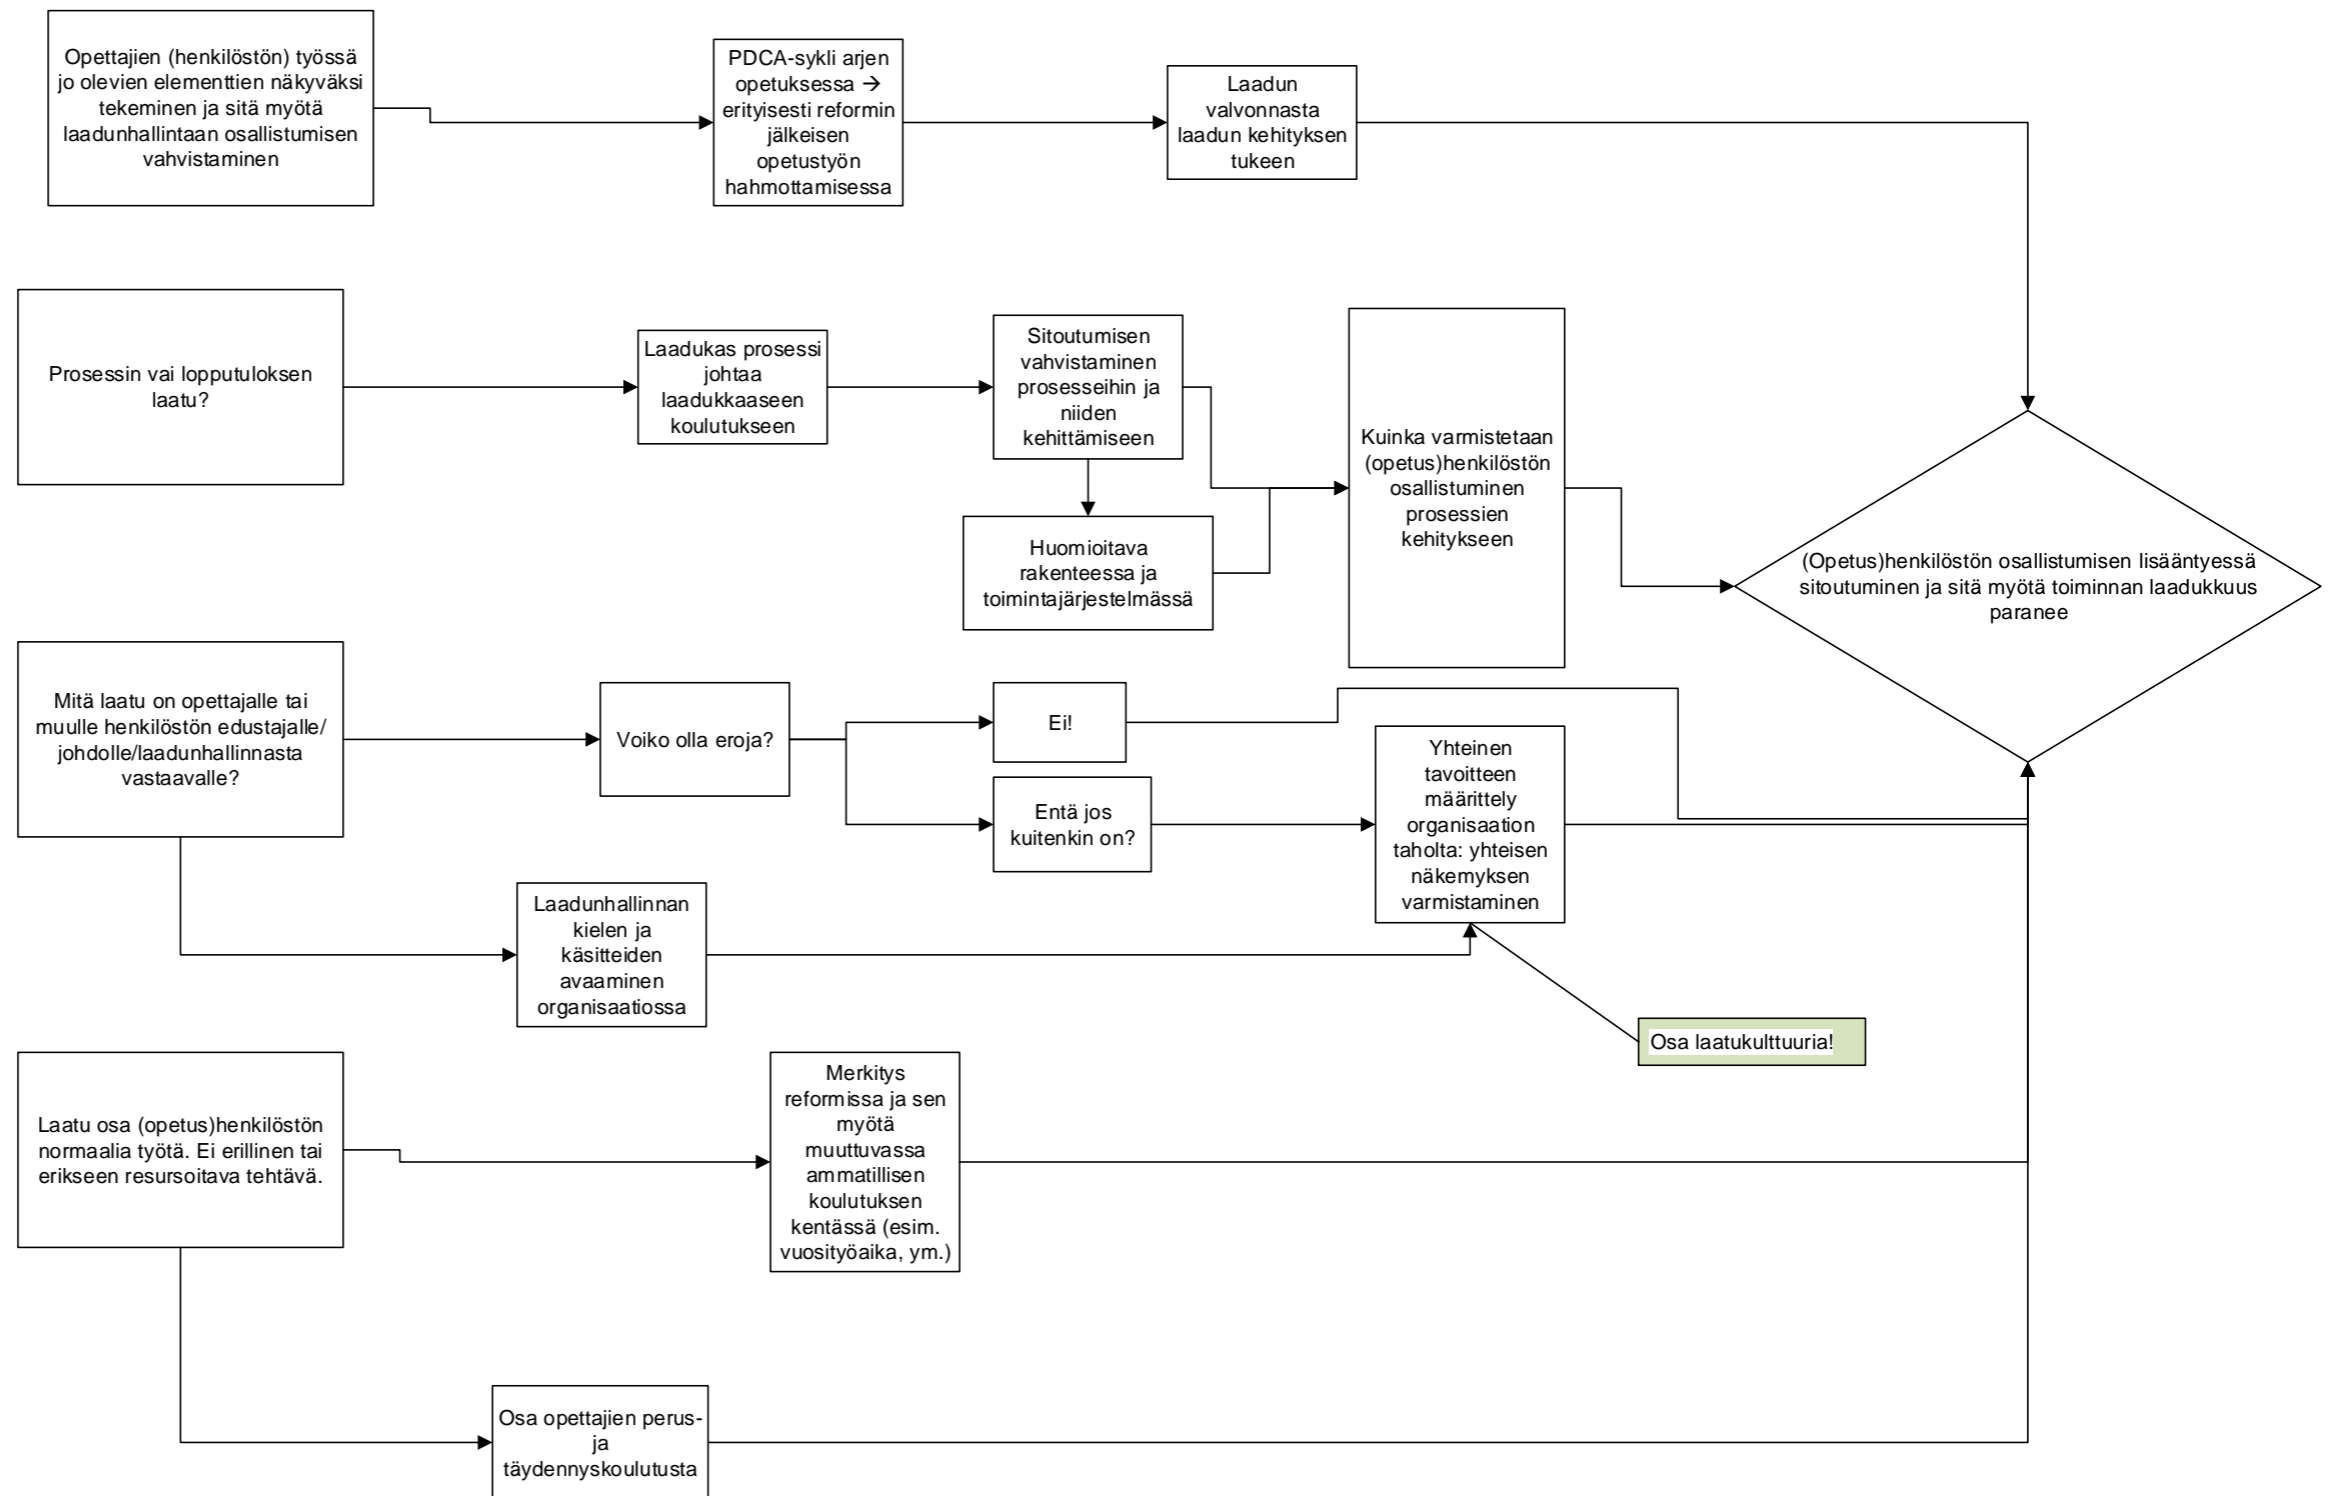 Opettajien (henkilöstön) työssä
jo olevien elementtien näkyväksi
tekeminen ja sitä myötä
laadunhallintaan osallistumisen
vahvistaminen
PDCA-sykli arjen
opetuksessa →
erityisesti reformin
jälkeisen
opetustyön
hahmottamisessa
Laadun
valvonnasta
laadun kehityksen
tukeen
Prosessin vai lopputuloksen
laatu?
Laadukas prosessi
johtaa
laadukkaaseen
koulutukseen
Sitoutumisen
vahvistaminen
prosesseihin ja
niiden
kehittämiseen
Huomioitava
rakenteessa ja
toimintajärjestelmässä
Kuinka varmistetaan
(opetus)henkilöstön
osallistuminen
prosessien
kehitykseen
(Opetus)henkilöstön osallistumisen lisääntyessä
sitoutuminen ja sitä myötä toiminnan laadukkuus
paranee
Mitä laatu on opettajalle tai
muulle henkilöstön edustajalle/
johdolle/laadunhallinnasta
vastaavalle?
Voiko olla eroja?
Ei!
Entä jos
kuitenkin on?
Yhteinen
tavoitteen
määrittely
organisaation
taholta: yhteisen
näkemyksen
varmistaminen
Laadunhallinnan
kielen ja
käsitteiden
avaaminen
organisaatiossa
Osa laatukulttuuria!
Laatu osa (opetus)henkilöstön
normaalia työtä. Ei erillinen tai
erikseen resursoitava tehtävä.
Merkitys
reformissa ja sen
myötä
muuttuvassa
ammatillisen
koulutuksen
kentässä (esim.
vuosityöaika, ym.)
Osa opettajien perus-
ja
täydennyskoulutusta